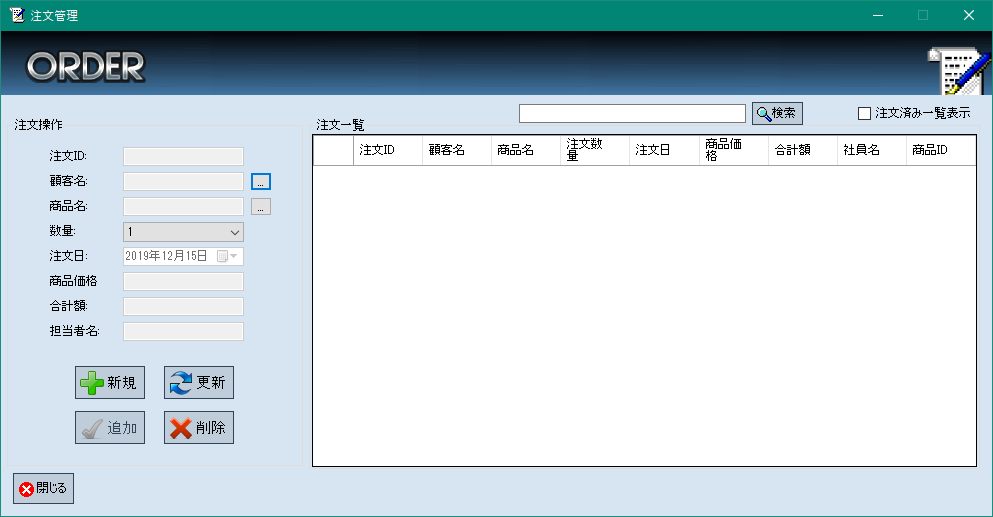 注文管理
ORDER
検索
注文済み一覧表示
注文操作
注文一覧
注文ID:
顧客名:
...
商品名:
...
数量:
1
注文日:
2019年12月15日
商品価格
合計額:
担当者名:
注文ID
顧客名
商品名
注文数
量
注文日
商品価
格
合計額
社員名
商品ID
新規
更新
追加
削除
閉じる